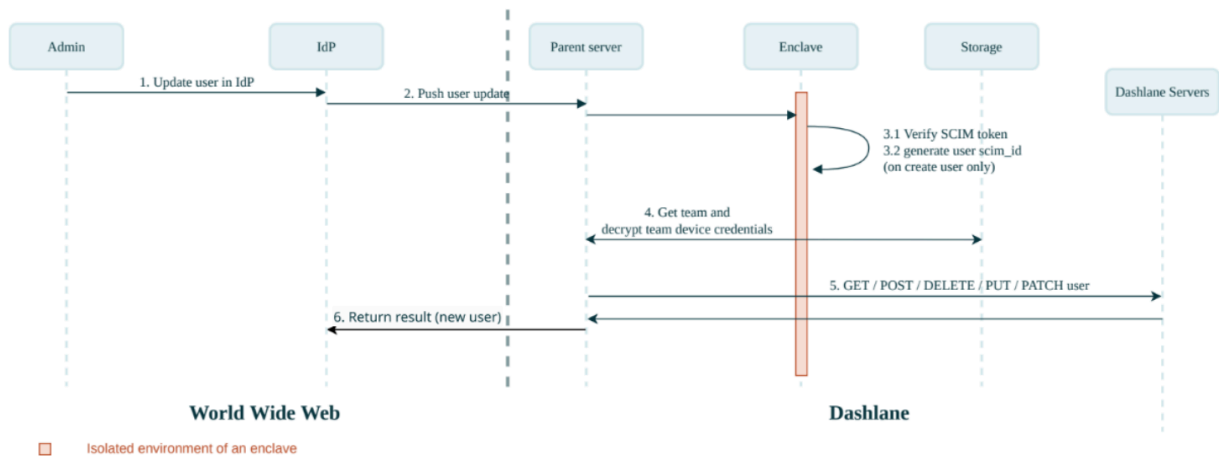 Admin
IdP
Parent server
Enclave
Storage
Dashlane Servers
1. Update user in IdP
2. Push user update
3.1 Verify SCIM token
3.2 generate user scim_id
(on create user only)
4. Get team and
decrypt team device credentials
5. GET / POST / DELETE / PUT / PATCH user
6. Return result (new user)
World Wide Web
Dashlane
Isolated environment of an enclave